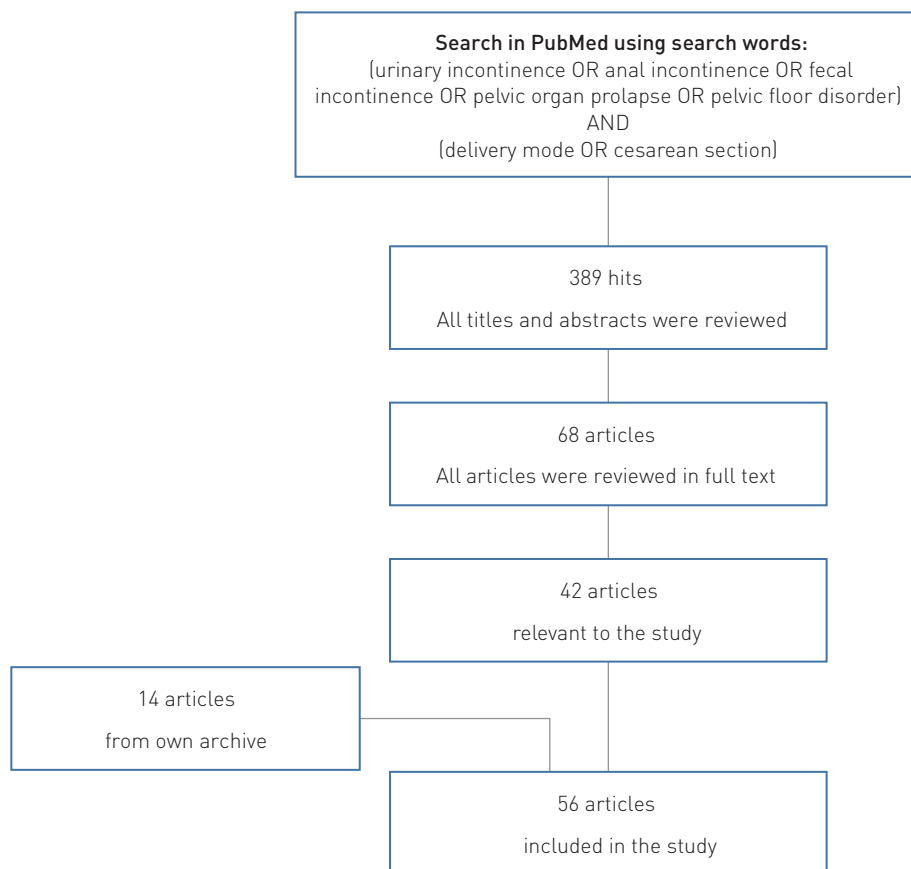 Search in PubMed using search words:
(urinary incontinence OR anal incontinence OR fecal
incontinence OR pelvic organ prolapse OR pelvic floor disorder)
AND
(delivery mode OR cesarean section)
389 hits
All titles and abstracts were reviewed
68 articles
All articles were reviewed in full text
42 articles
relevant to the study
14 articles
from own archive
56 articles
included in the study